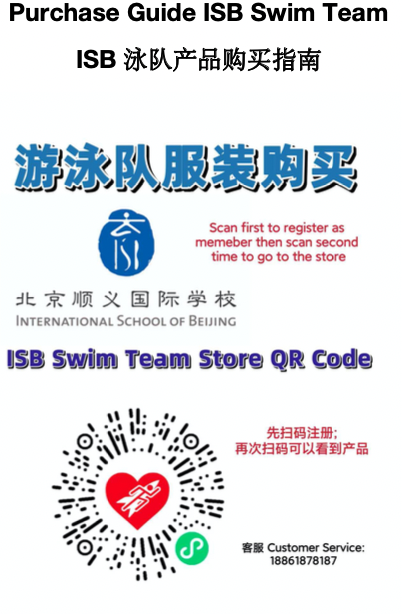 Purchase Guide ISB Swim Team
ISB 泳队产品购买指南
游泳队服装购买
ISI
Scan first to register as
memeber then scan second
time to go to the store
北京顺义国际学校
INTERNATIONAL SCHOOL OF BEIJING
ISB Swim Team Store QR Code
先扫码注册;
再次扫码可以看到产品
客服 Customer Service:
18861878187